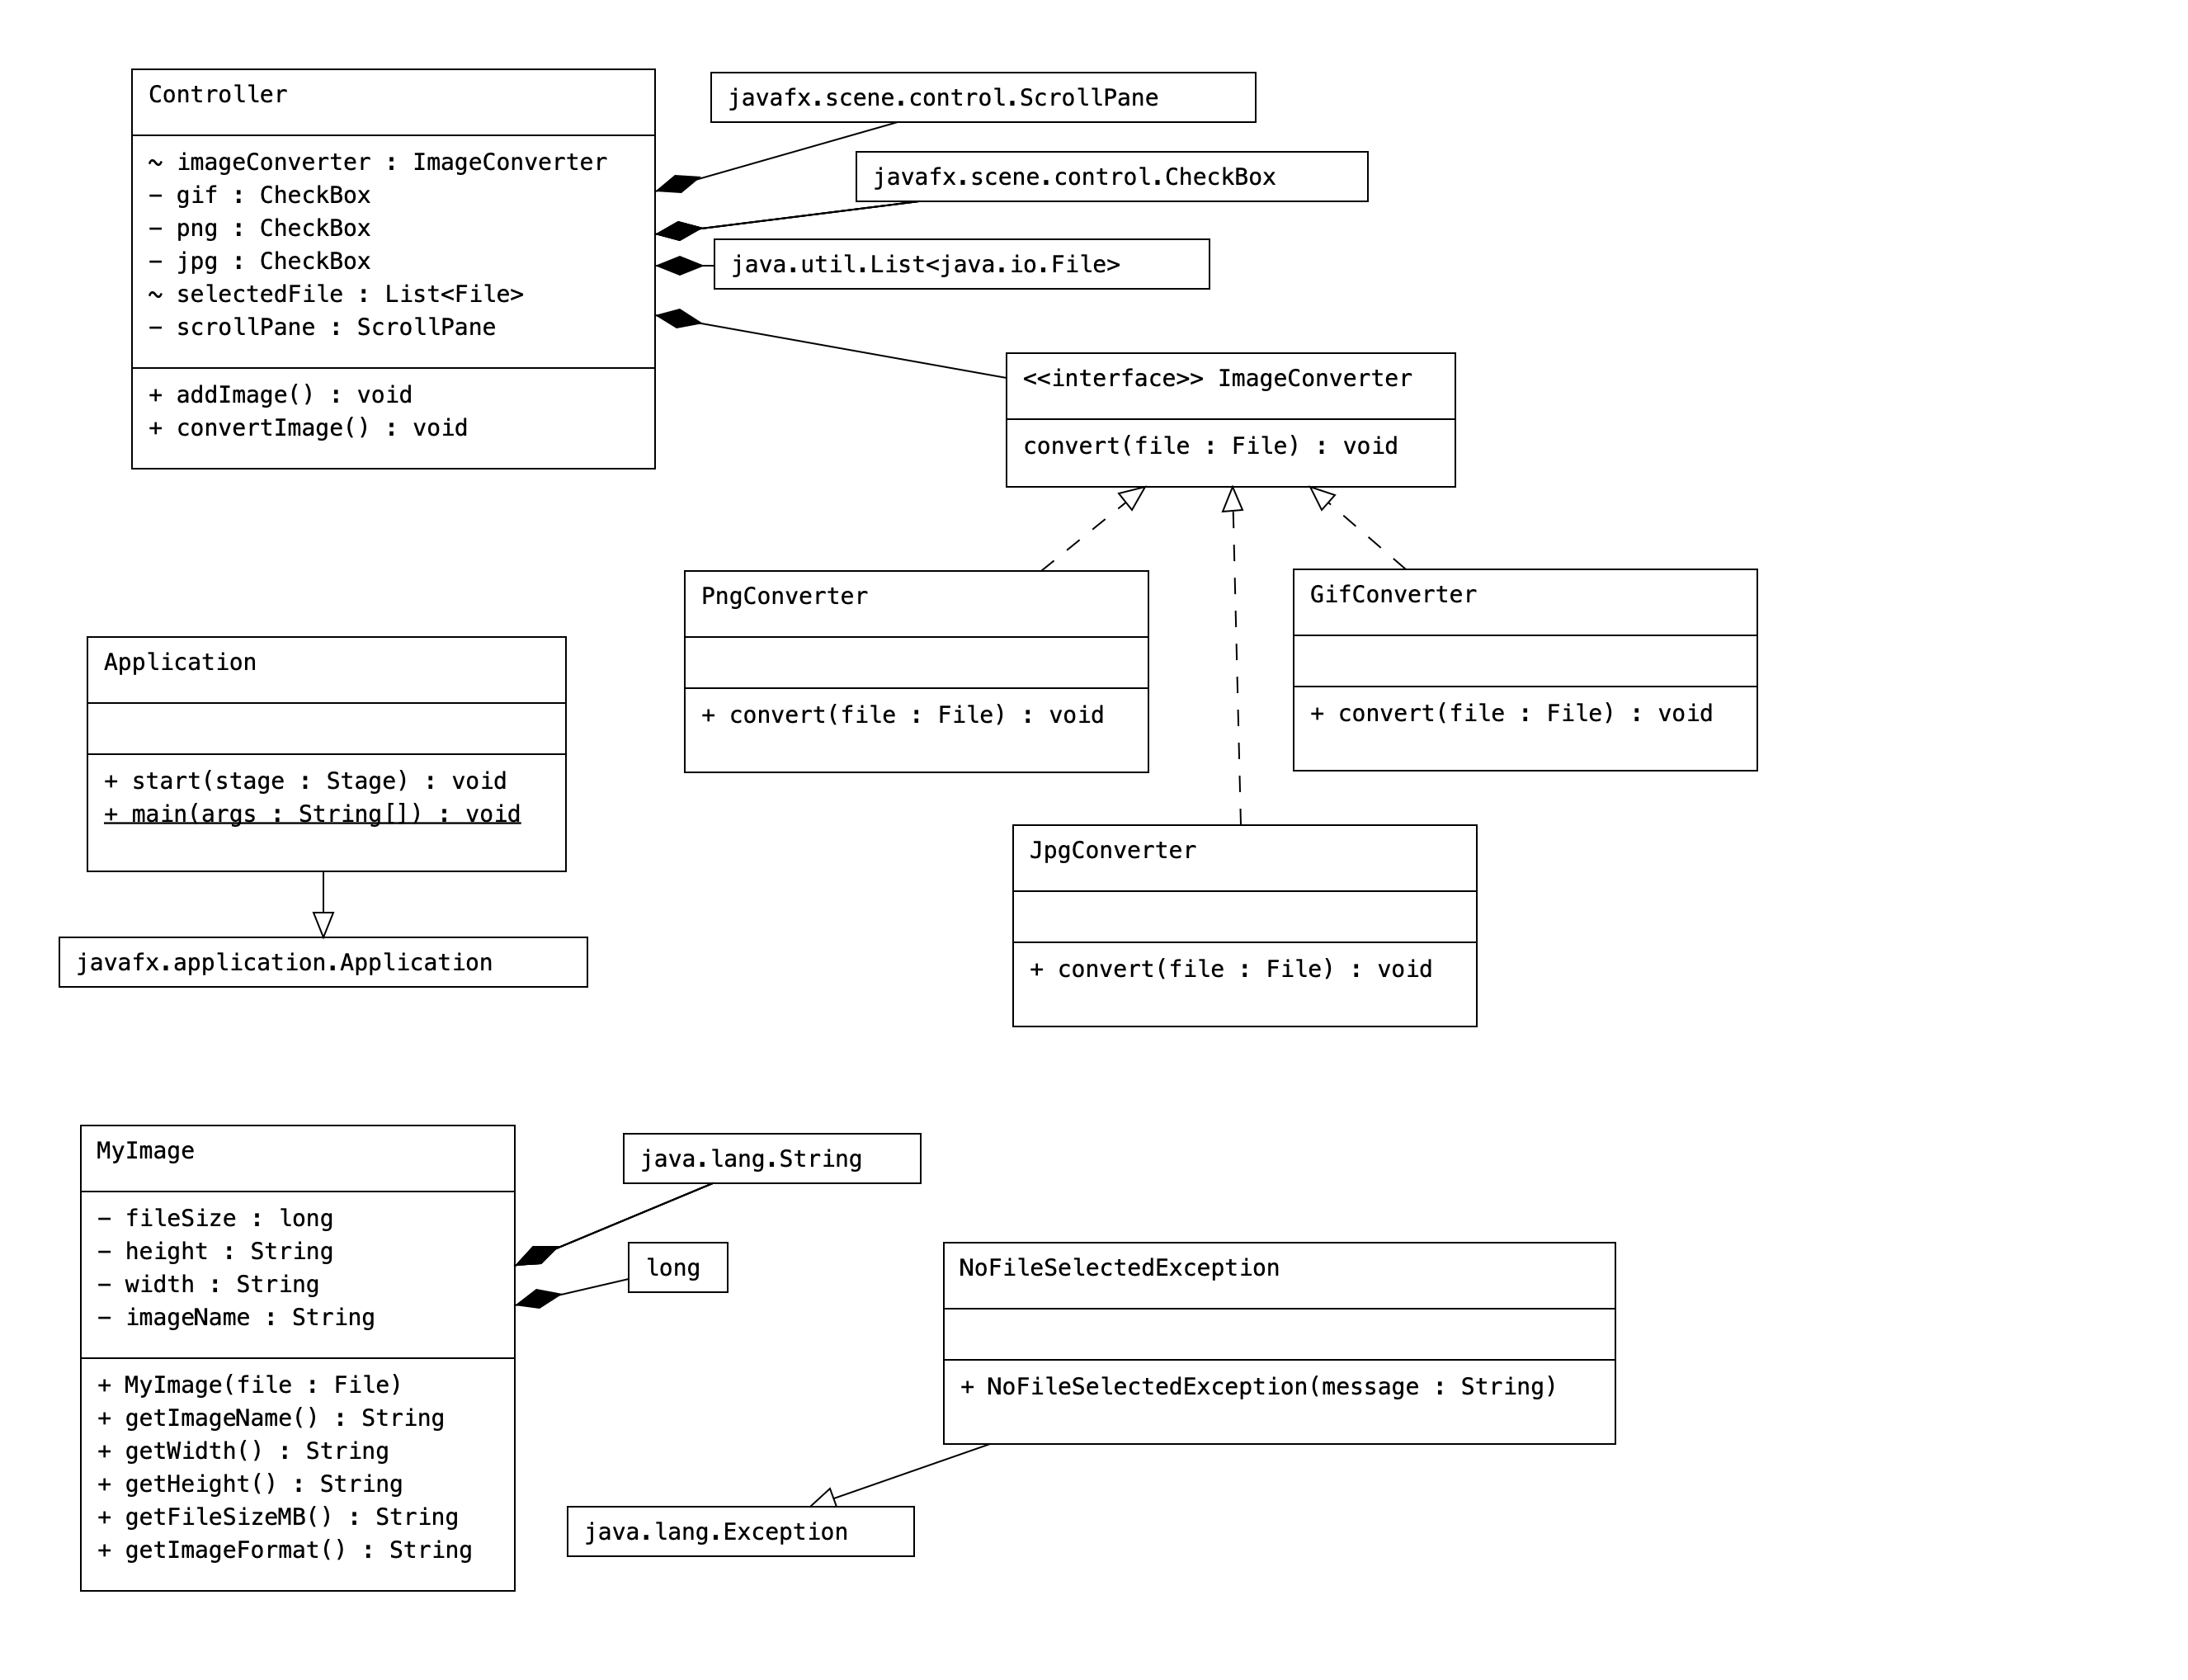 Controller
~ imageConverter : ImageConverter
- gif : CheckBox
- png : CheckBox
- jpg : CheckBox
~ selectedFile : List<File>
- scrollPane : ScrollPane
+ addImage() : void
+ convertImage() : void
javafx.scene.control.ScrollPane
javafx.scene.control.CheckBox
java.util.List<java.io.File>
<<interface>> ImageConverter
convert(file : File) : void
PngConverter
+ convert(file : File) : void
GifConverter
+ convert(file : File) : void
Application
+ start(stage : Stage) : void
+ main(args : String[]) : void
javafx.application.Application
JpgConverter
+ convert(file : File) : void
MyImage
- fileSize : long
- height : String
- width : String
- imageName : String
+ MyImage(file : File)
+ getImageName() : String
+ getWidth() : String
+ getHeight() : String
+ getFileSizeMB() : String
+ getImageFormat() : String
java.lang.String
long
NoFileSelectedException
+ NoFileSelectedException(message : String)
java.lang.Exception